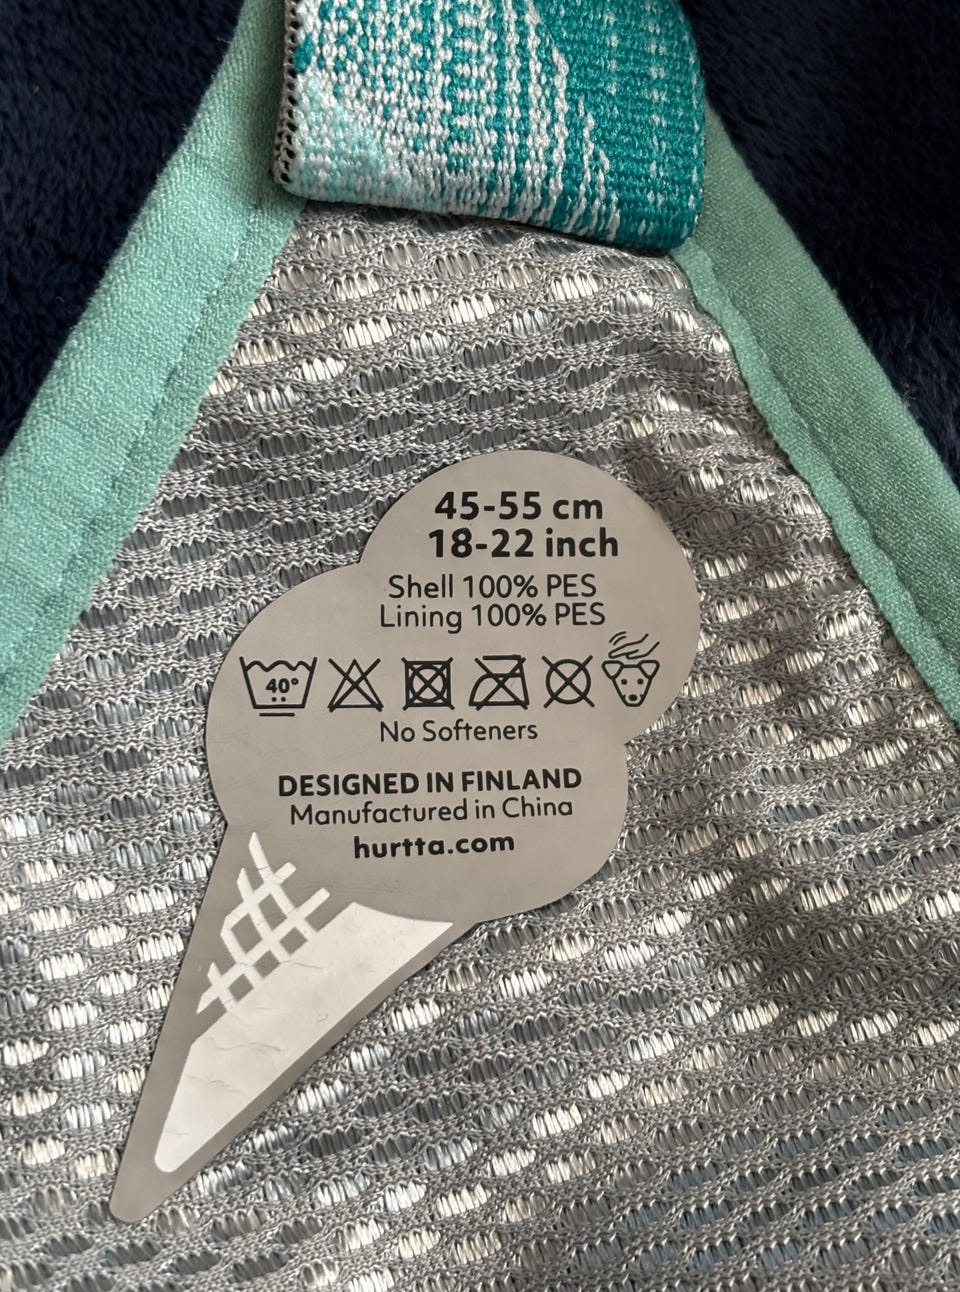 45-55 cm
18-22 inch
Shell 100% PES
Lining 100% PES
40°
No Softeners
DESIGNED IN FINLAND
Manufactured in China
hurtta.com